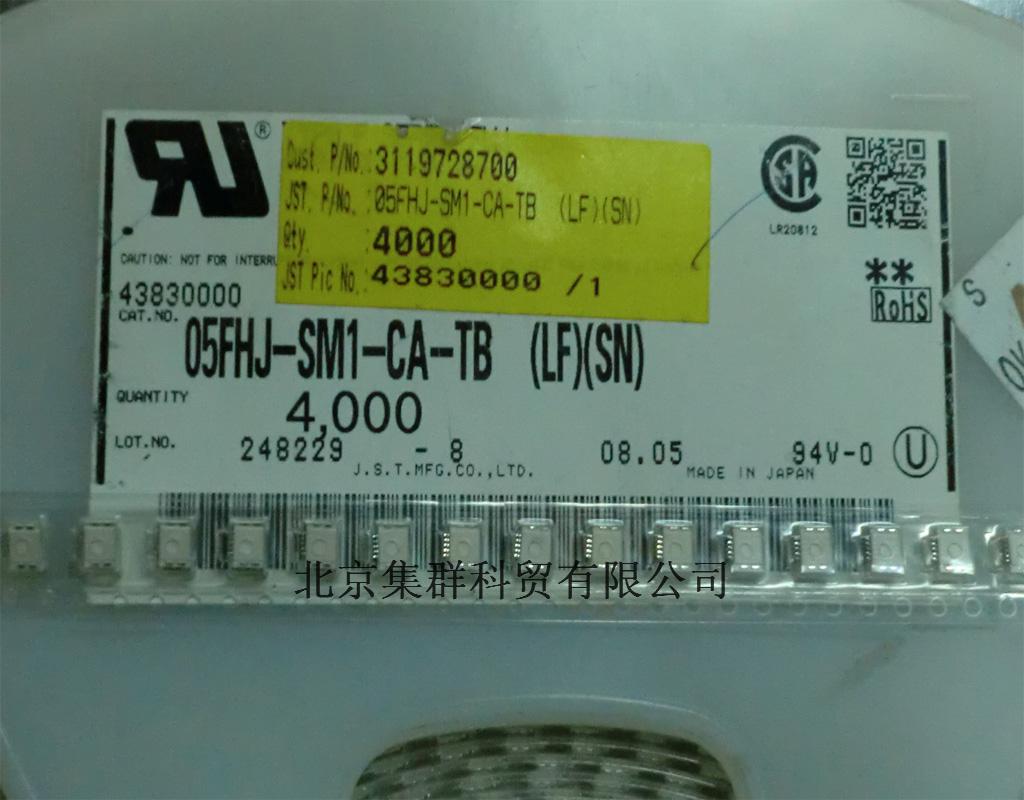 Cust. P/No.:3119728700
JST. P/No. :05FHJ-SM1-CA-TB (LF)(SN)
Qty. :4000
JST Pic No.:43830000 /1
CSA
LR20812
CAUTION: NOT FOR
**
RoHS
43830000
CAT.NO.
05FHJ-SM1-CA-TB (LF)(SN)
QUANTITY
4,000
LOT.NO.
248229 - 8 08.05 94V-0 U
J.S.T.MFG.CO.,LTD. MADE IN JAPAN
S
北京集群科贸有限公司